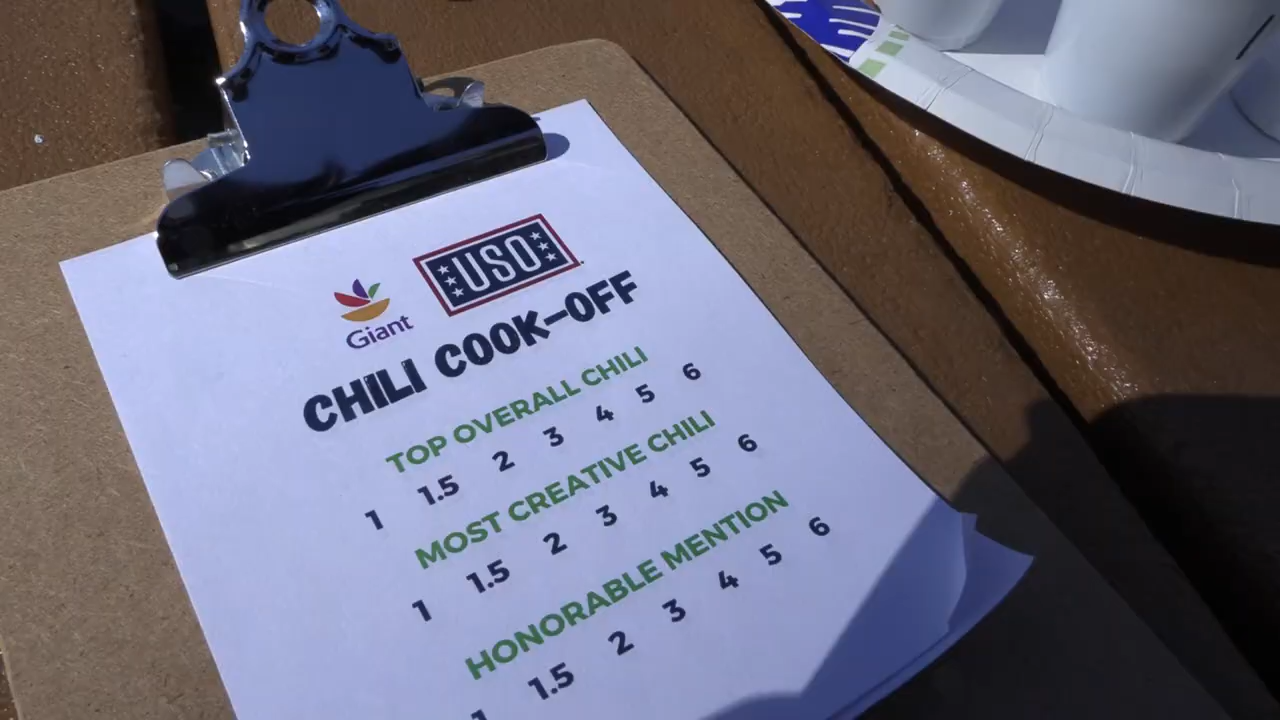 USO
Giant
CHILI COOK-OFF
TOP OVERALL CHILI
1 1.5 2 3 4 5 6
MOST CREATIVE CHILI
1 1.5 2 3 4 5 6
HONORABLE MENTION
1 1.5 2 3 4 5 6